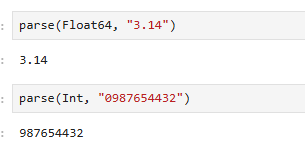 parse(Float64, "3.14")
3.14
parse(Int, "0987654432")
987654432